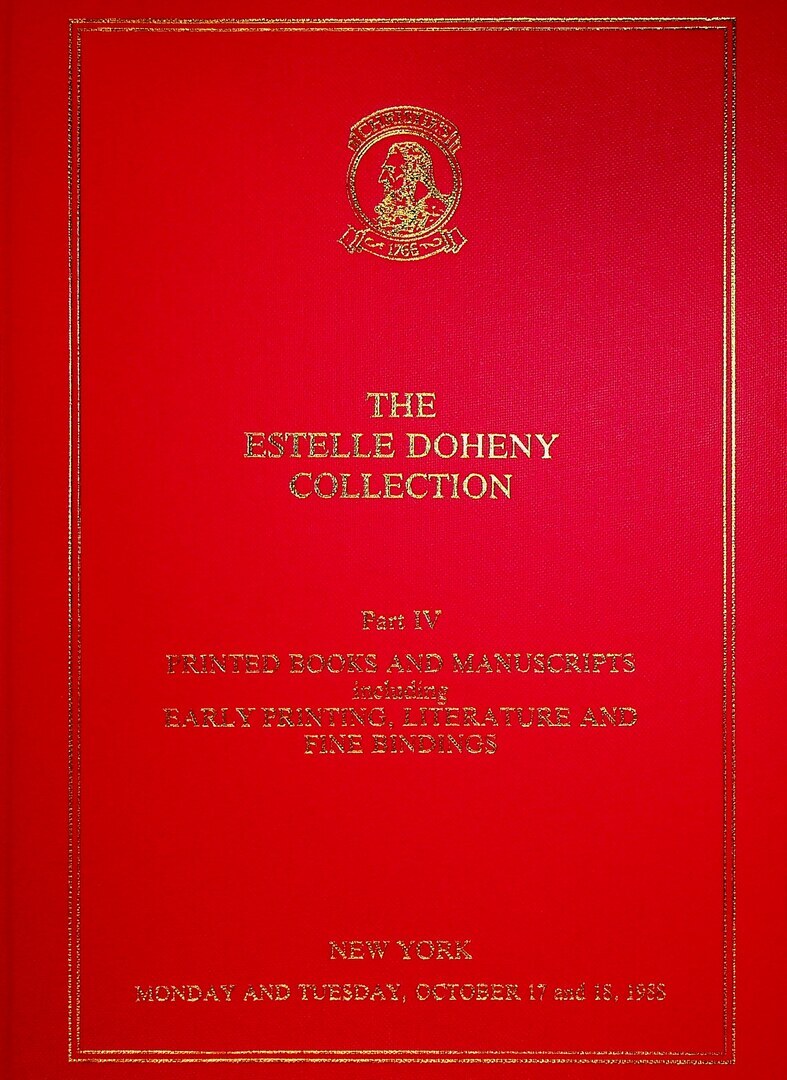 CHRISTIE'S
1766
THE
ESTELLE DOHENY
COLLECTION
Part IV
PRINTED BOOKS AND MANUSCRIPTS
including
EARLY PRINTING, LITERATURE AND
FINE BINDINGS
NEW YORK
MONDAY AND TUESDAY, OCTOBER 17 and 18, 1988